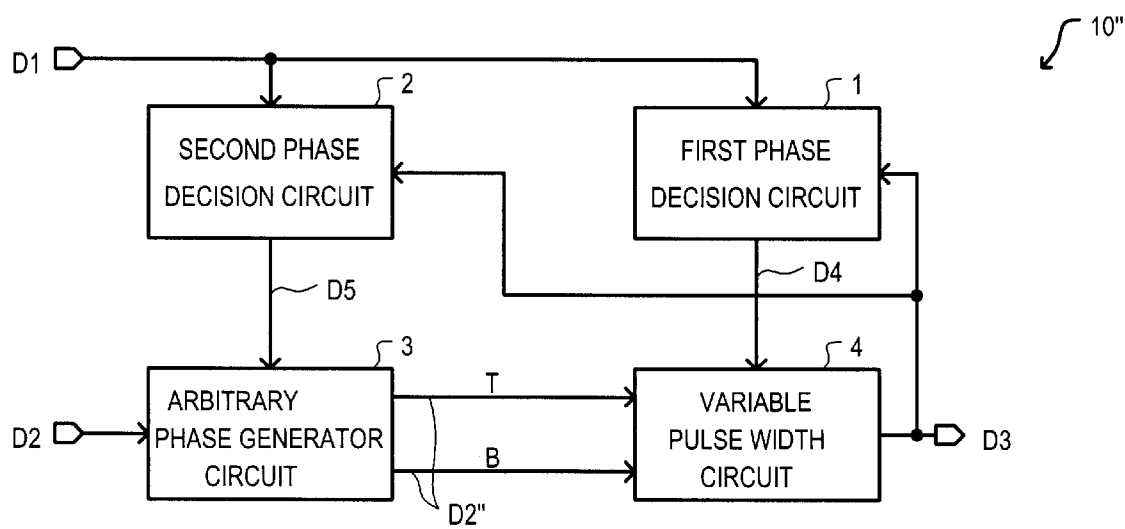 10"
D1
2
1
SECOND PHASE
DECISION CIRCUIT
FIRST PHASE
DECISION CIRCUIT
D5
D4
3
4
D2
ARBITRARY
PHASE GENERATOR
CIRCUIT
T
B
D2"
VARIABLE
PULSE WIDTH
CIRCUIT
D3